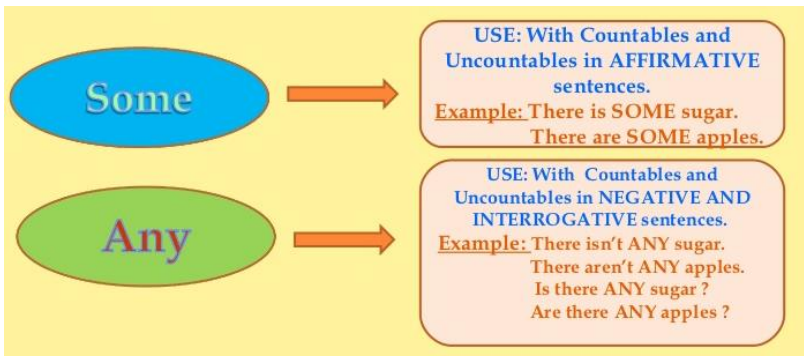 Some
USE: With Countables and
Uncountables in AFFIRMATIVE
sentences.
Example: There is SOME sugar.
There are SOME apples.
Any
USE: With Countables and
Uncountables in NEGATIVE AND
INTERROGATIVE sentences.
Example: There isn't ANY sugar.
There aren't ANY apples.
Is there ANY sugar ?
Are there ANY apples ?